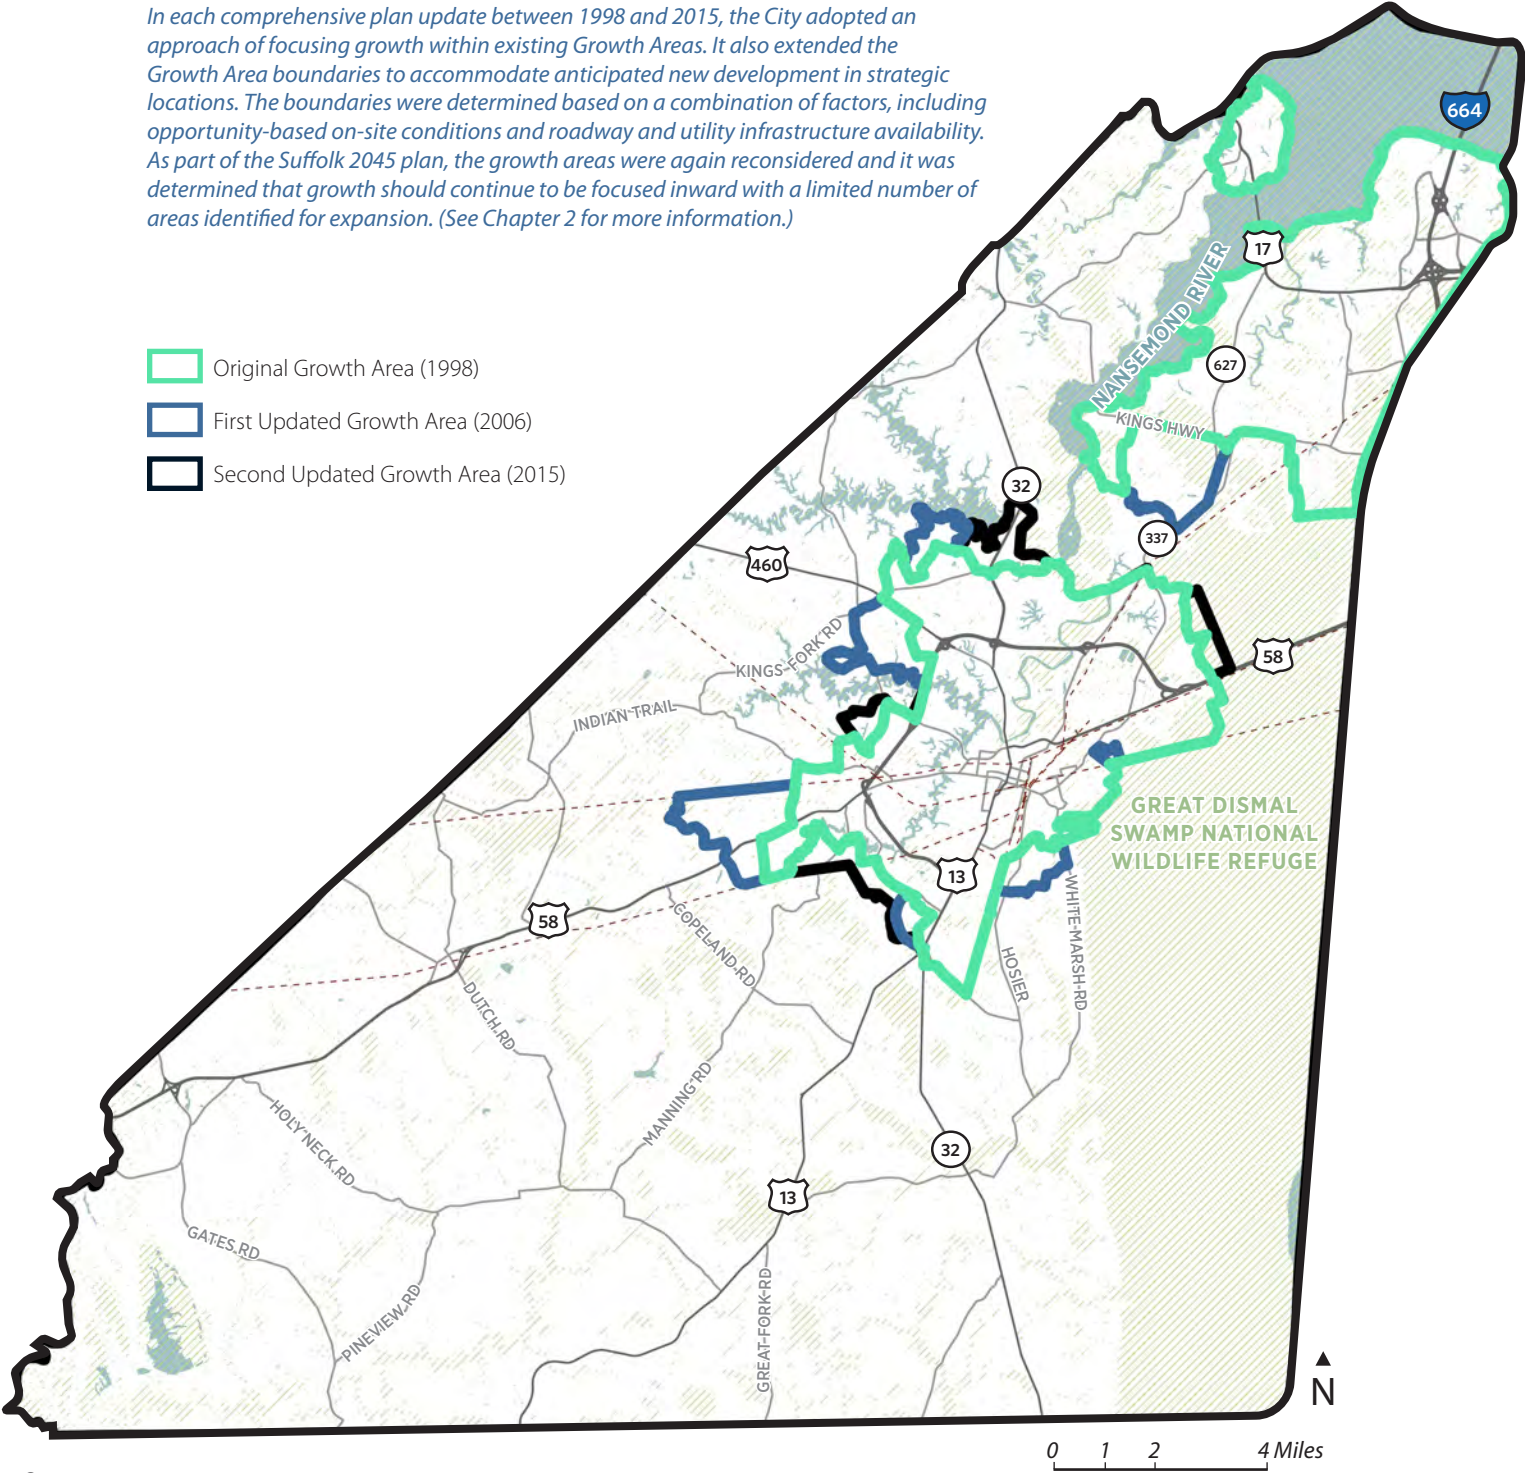 In each comprehensive plan update between 1998 and 2015, the City adopted an
approach of focusing growth within existing Growth Areas. It also extended the
Growth Area boundaries to accommodate anticipated new development in strategic
locations. The boundaries were determined based on a combination of factors, including
opportunity-based on-site conditions and roadway and utility infrastructure availability.
As part of the Suffolk 2045 plan, the growth areas were again reconsidered and it was
determined that growth should continue to be focused inward with a limited number of
areas identified for expansion. (See Chapter 2 for more information.)
664
17
NANSEMOND RIVER
Original Growth Area (1998)
First Updated Growth Area (2006)
Second Updated Growth Area (2015)
627
KINGS HWY
32
337
460
58
KINGS FORK RD
INDIAN TRAIL
GREAT DISMAL
SWAMP NATIONAL
WILDLIFE REFUGE
13
58
COPELAND RD
WHITE MARSH RD
HOSIER
DUTCH RD
MANNING RD
HOLY NECK RD
32
13
GATES RD
PINEVIEW RD
GREAT FORK RD
N
0 1 2 4 Miles